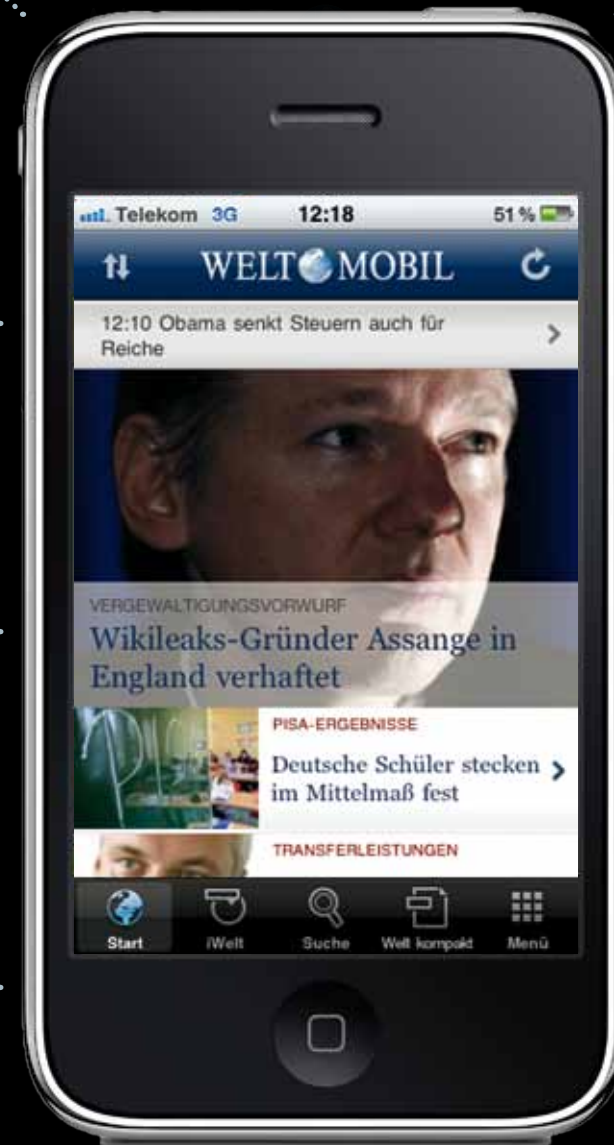 Telekom 3G 12:18 51 %
WELT MOBIL
12:10 Obama senkt Steuern auch für
Reiche
VERGEWALTIGUNGSVORWURF
Wikileaks-Gründer Assange in
England verhaftet
PISA-ERGEBNISSE
Deutsche Schüler stecken
im Mittelmaß fest
TRANSFERLEISTUNGEN
Start iWelt Suche Welt kompakt Menü